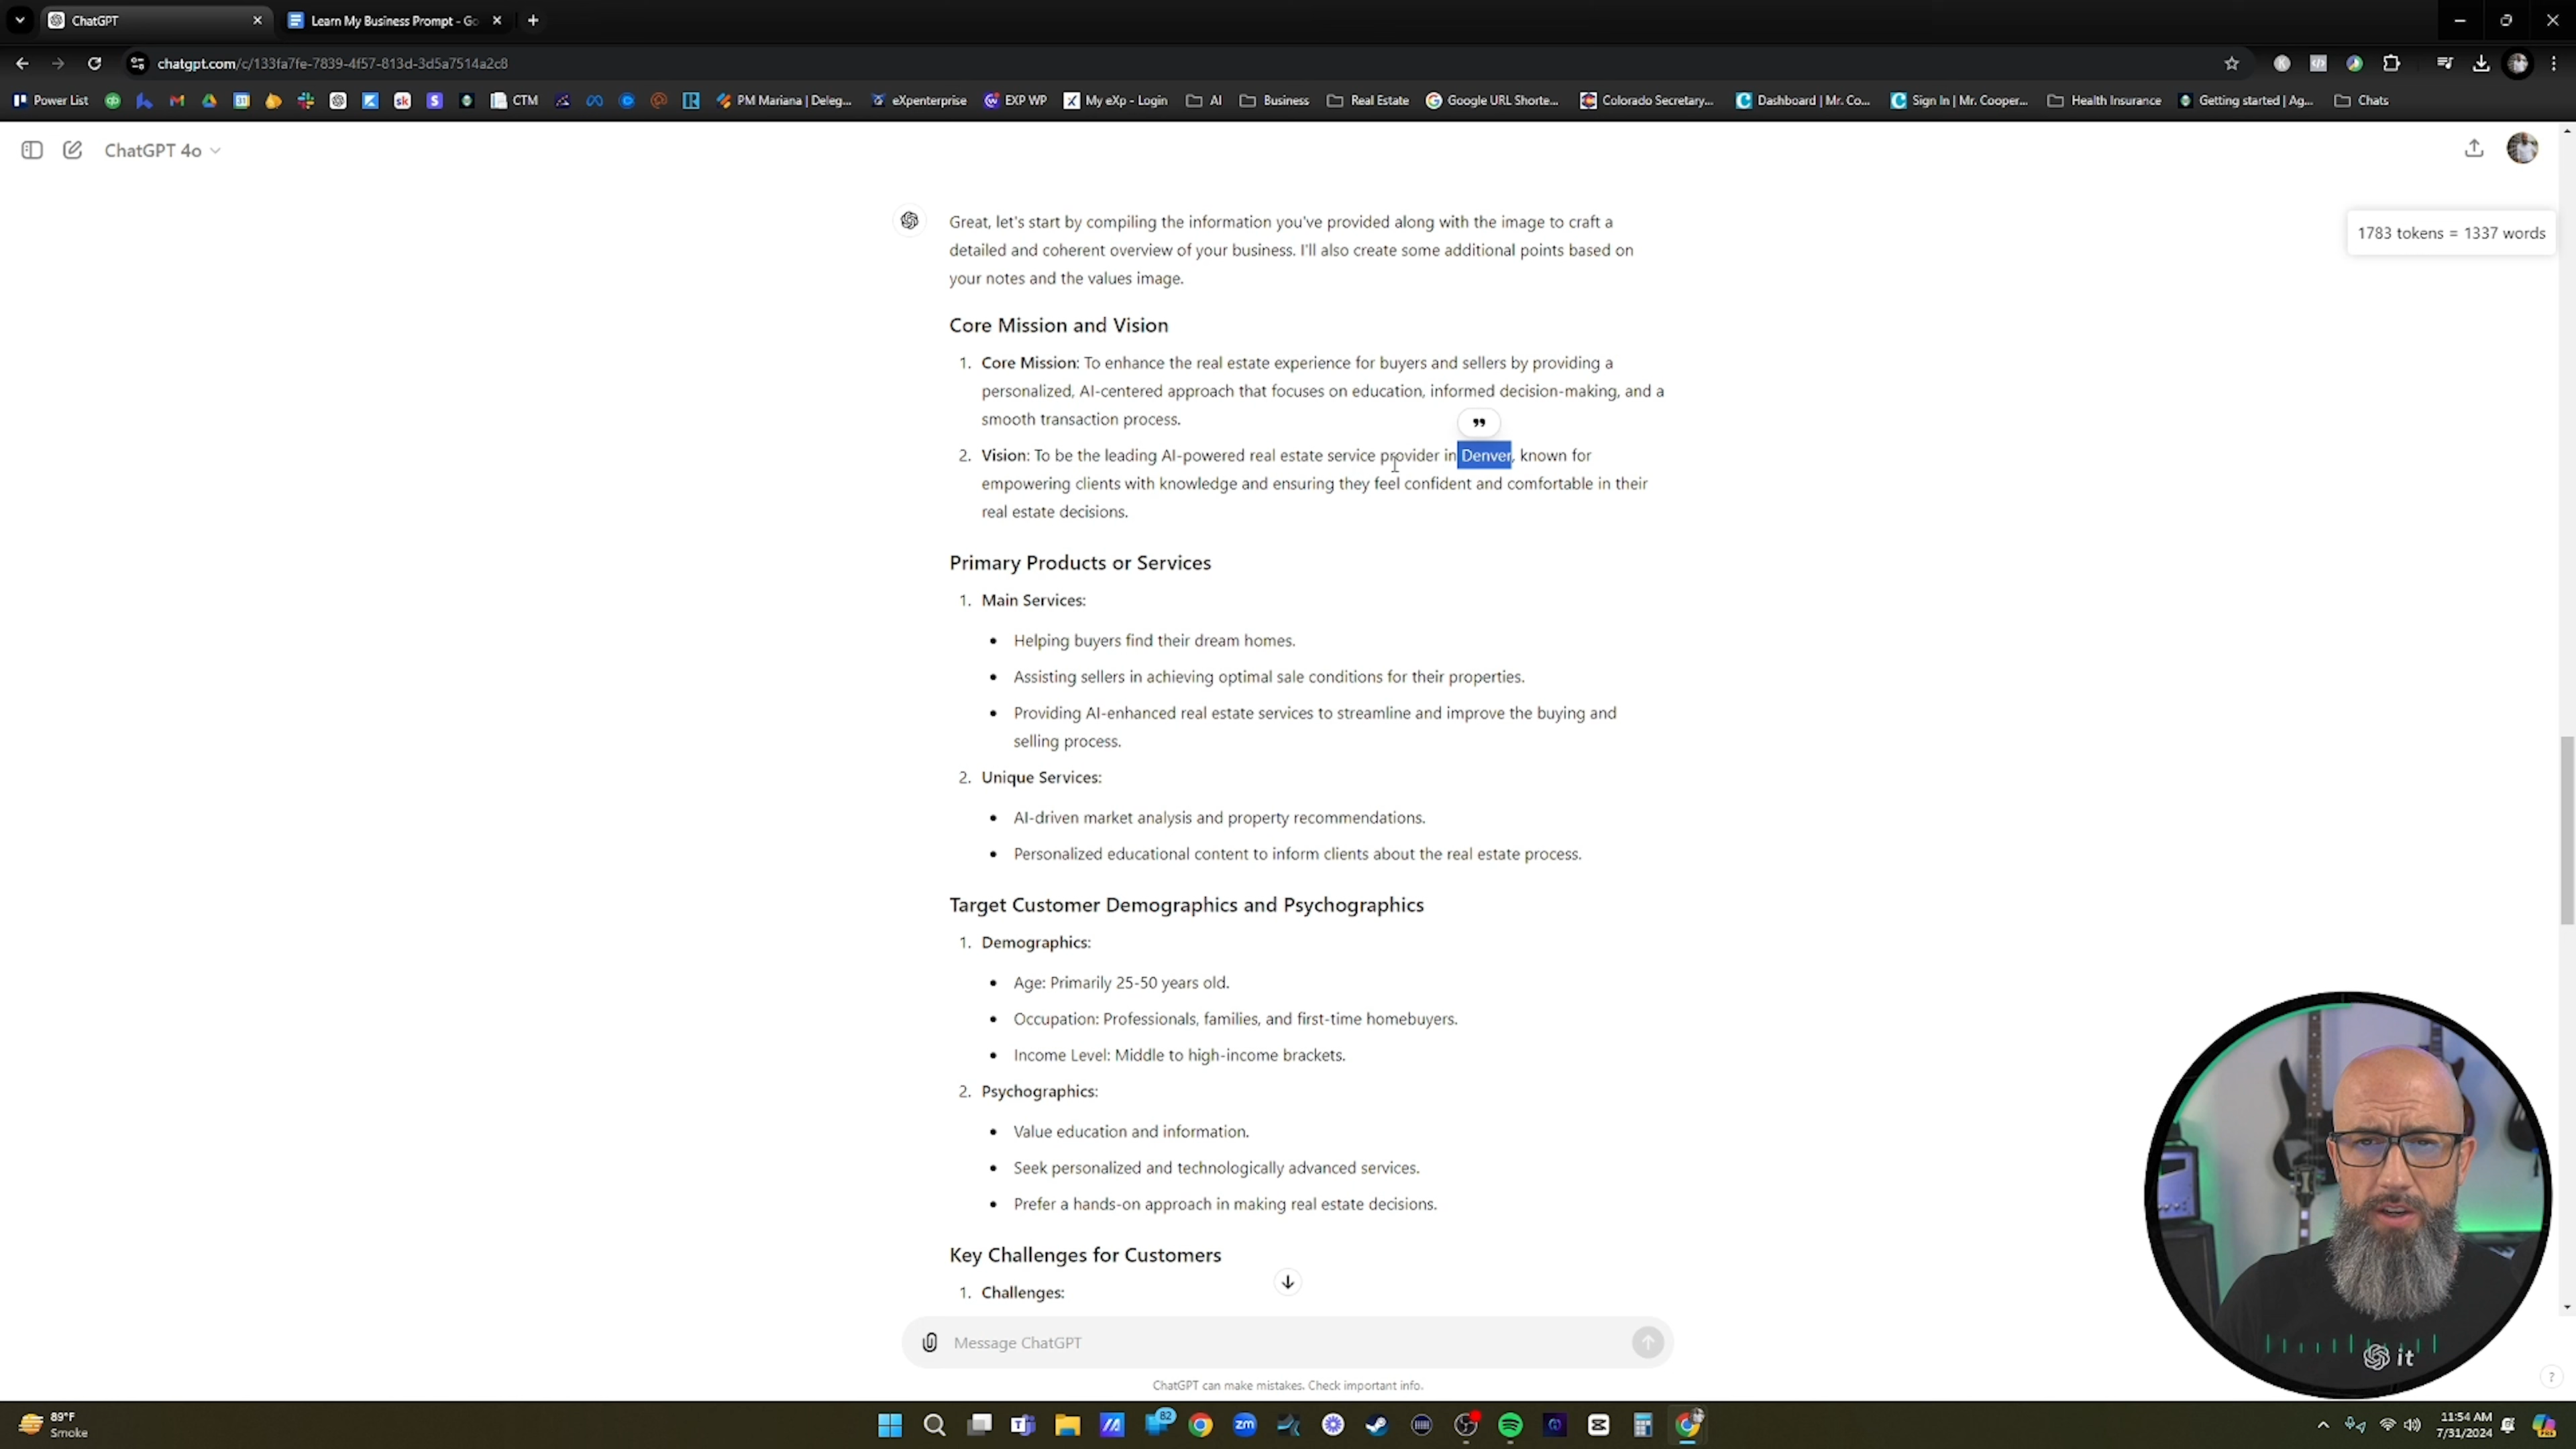 ChatGPT
Learn My Business Prompt - Go
chatgpt.com/c/133fa7fe-7839-4f57-813d-3d5a7514a2c8
Power List
CTM
PM Mariana | Deleg...
eXpenterprise
EXP WP
My eXp - Login
AI
Business
Real Estate
Google URL Shorte...
Colorado Secretary...
Dashboard | Mr. Co...
Sign In | Mr. Cooper...
Health Insurance
Getting started | Ag...
Chats
ChatGPT 4o
1783 tokens = 1337 words
Great, let's start by compiling the information you've provided along with the image to craft a
detailed and coherent overview of your business. I'll also create some additional points based on
your notes and the values image.
Core Mission and Vision
1. Core Mission: To enhance the real estate experience for buyers and sellers by providing a
personalized, AI-centered approach that focuses on education, informed decision-making, and a
smooth transaction process.
2. Vision: To be the leading AI-powered real estate service provider in Denver, known for
empowering clients with knowledge and ensuring they feel confident and comfortable in their
real estate decisions.
Primary Products or Services
1. Main Services:
• Helping buyers find their dream homes.
• Assisting sellers in achieving optimal sale conditions for their properties.
• Providing AI-enhanced real estate services to streamline and improve the buying and
selling process.
2. Unique Services:
• AI-driven market analysis and property recommendations.
• Personalized educational content to inform clients about the real estate process.
Target Customer Demographics and Psychographics
1. Demographics:
• Age: Primarily 25-50 years old.
• Occupation: Professionals, families, and first-time homebuyers.
• Income Level: Middle to high-income brackets.
2. Psychographics:
• Value education and information.
• Seek personalized and technologically advanced services.
• Prefer a hands-on approach in making real estate decisions.
Key Challenges for Customers
1. Challenges:
Message ChatGPT
ChatGPT can make mistakes. Check important info.
?
it
89°F
Smoke
82
zm
11:54 AM
7/31/2024